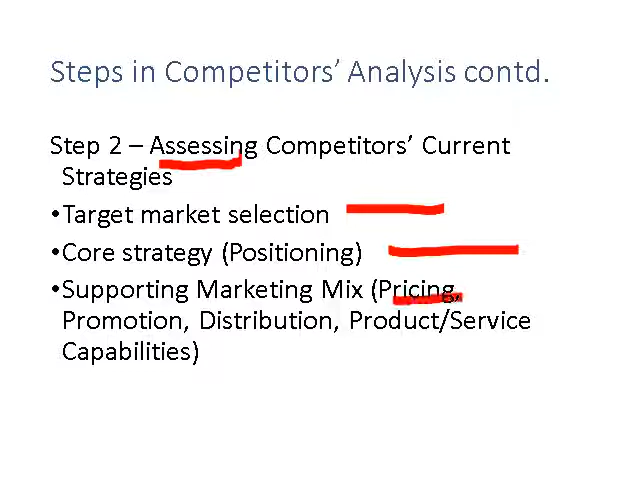 Steps in Competitors’ Analysis contd.
Step 2 – Assessing Competitors’ Current
Strategies
•Target market selection
•Core strategy (Positioning)
•Supporting Marketing Mix (Pricing,
Promotion, Distribution, Product/Service
Capabilities)